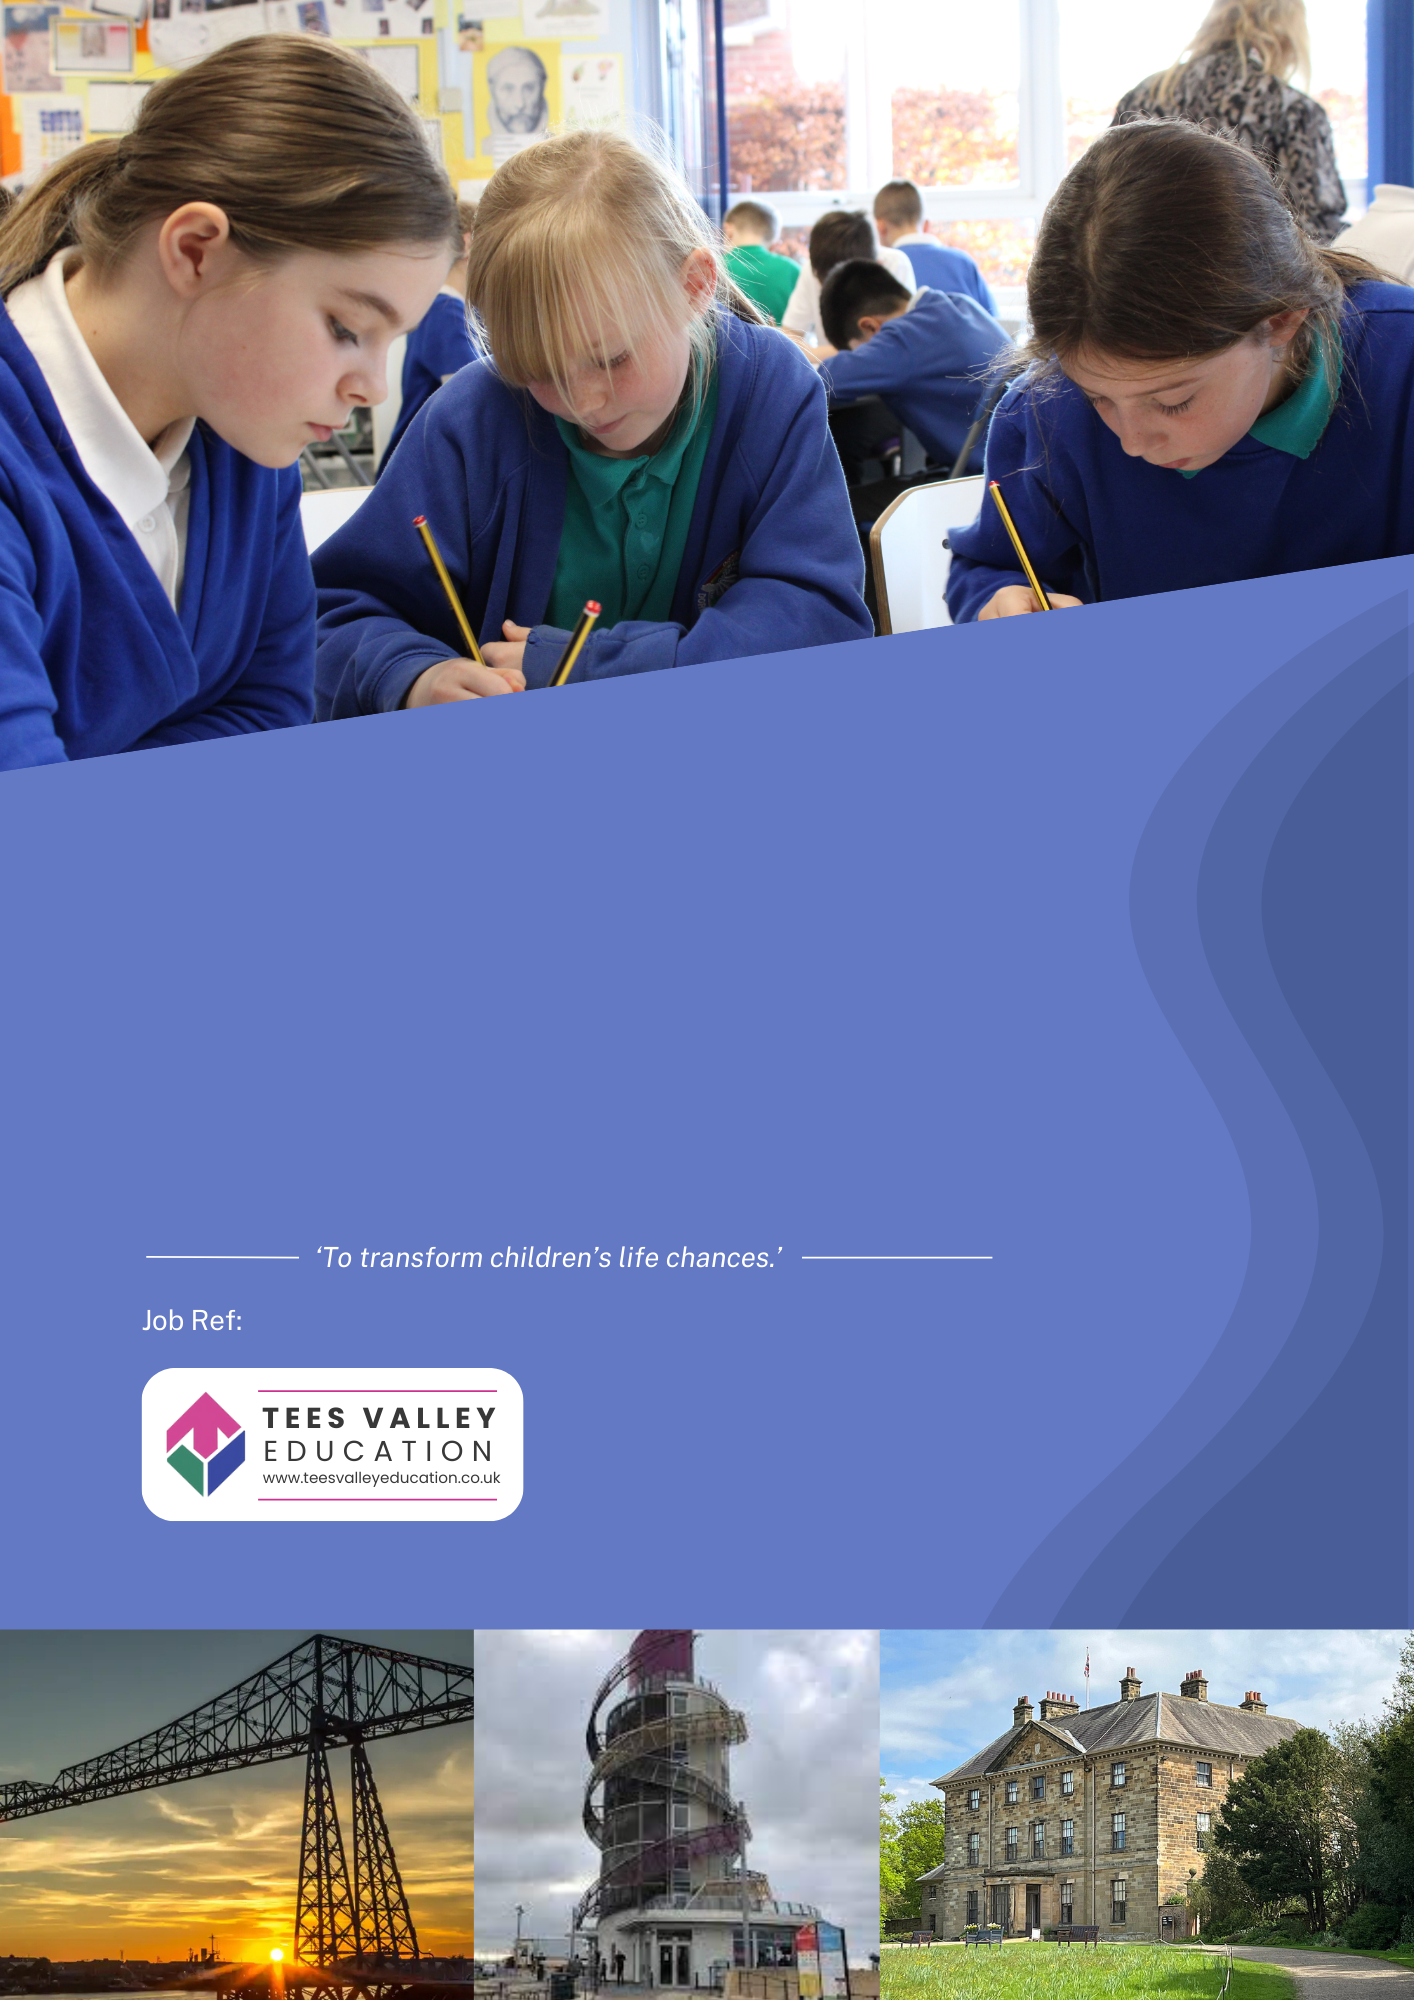 ‘To transform children’s life chances.’
Job Ref:
TEES VALLEY
EDUCATION
www.teesvalleyeducation.co.uk